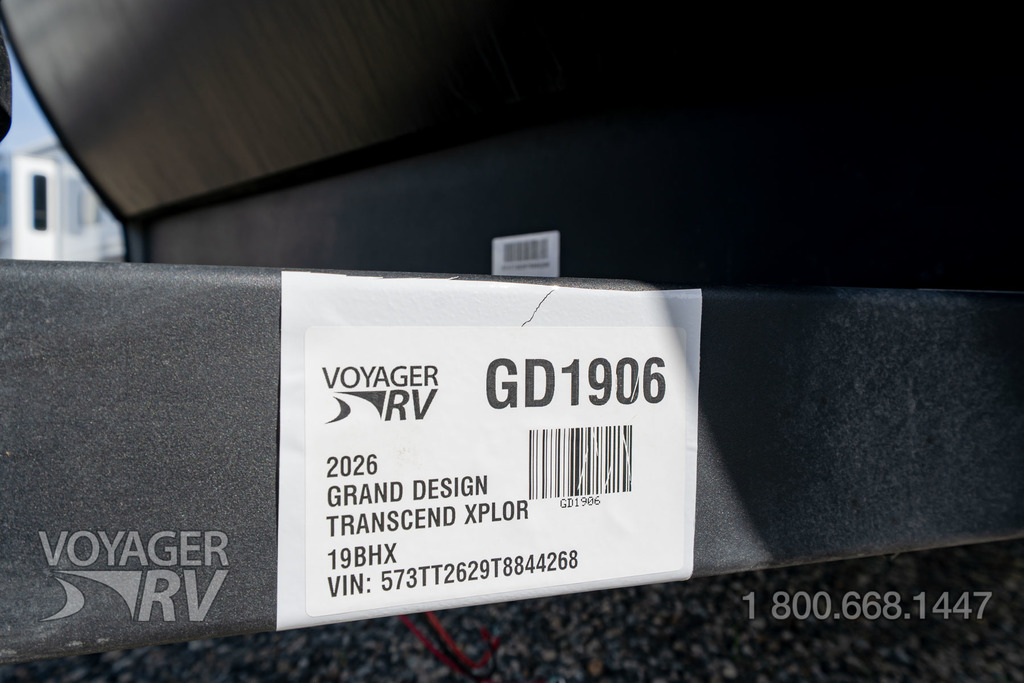 VOYAGER
RV
GD1906
GD1906
2026
GRAND DESIGN
TRANSCEND XPLOR
19BHX
VIN: 573TT2629T8844268
VOYAGER
RV
1 800.668.1447